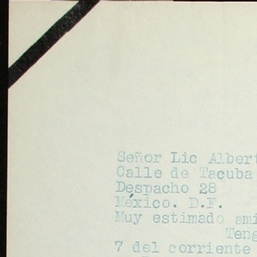 Señor Lic Albert
Calle de Tacuba
Despacho 28
México. D.F.
Muy estimado ami
Teng
7 del corriente